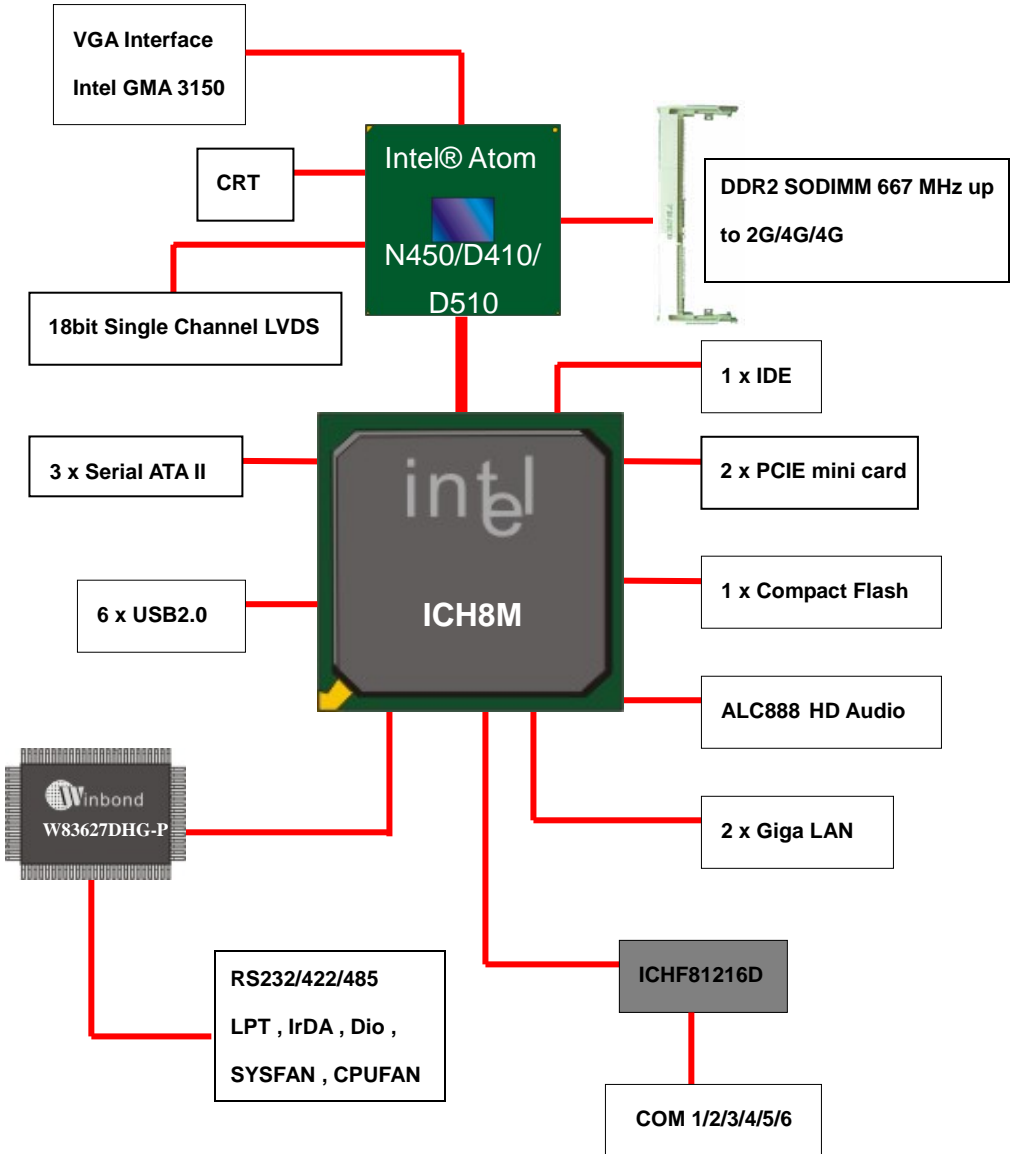 VGA Interface
Intel GMA 3150
Intel® Atom
N450/D410/
D510
CRT
DDR2 SODIMM 667 MHz up
to 2G/4G/4G
18bit Single Channel LVDS
1 x IDE
3 x Serial ATA II
intel
ICH8M
2 x PCIE mini card
6 x USB2.0
1 x Compact Flash
ALC888 HD Audio
Winbond
W83627DHG-P
2 x Giga LAN
RS232/422/485
LPT , IrDA , Dio ,
SYSFAN , CPUFAN
ICHF81216D
COM 1/2/3/4/5/6